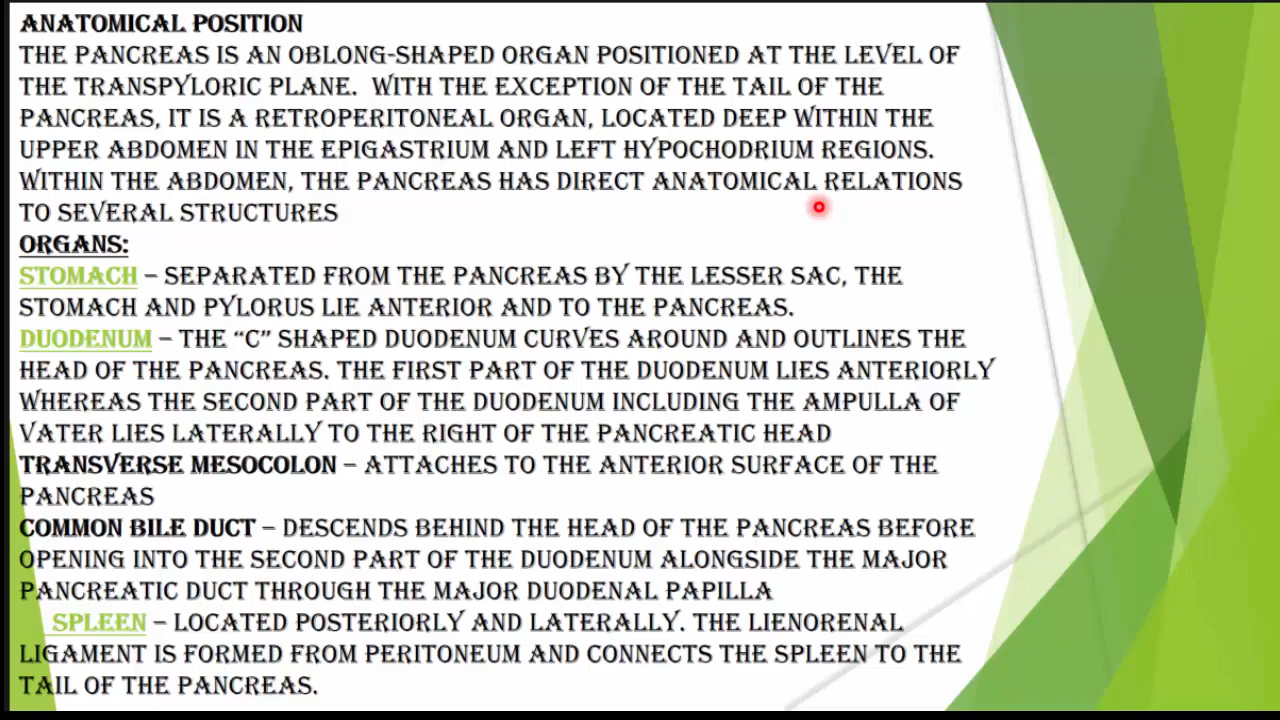 ANATOMICAL POSITION
THE PANCREAS IS AN OBLONG-SHAPED ORGAN POSITIONED AT THE LEVEL OF
THE TRANSPYLORIC PLANE. WITH THE EXCEPTION OF THE TAIL OF THE
PANCREAS, IT IS A RETROPERITONEAL ORGAN, LOCATED DEEP WITHIN THE
UPPER ABDOMEN IN THE EPIGASTRIUM AND LEFT HYPOCHODRIUM REGIONS.
WITHIN THE ABDOMEN, THE PANCREAS HAS DIRECT ANATOMICAL RELATIONS
TO SEVERAL STRUCTURES
ORGANS:
STOMACH – SEPARATED FROM THE PANCREAS BY THE LESSER SAC, THE
STOMACH AND PYLORUS LIE ANTERIOR AND TO THE PANCREAS.
DUODENUM – THE “C” SHAPED DUODENUM CURVES AROUND AND OUTLINES THE
HEAD OF THE PANCREAS. THE FIRST PART OF THE DUODENUM LIES ANTERIORLY
WHEREAS THE SECOND PART OF THE DUODENUM INCLUDING THE AMPULLA OF
VATER LIES LATERALLY TO THE RIGHT OF THE PANCREATIC HEAD
TRANSVERSE MESOCOLON – ATTACHES TO THE ANTERIOR SURFACE OF THE
PANCREAS
COMMON BILE DUCT – DESCENDS BEHIND THE HEAD OF THE PANCREAS BEFORE
OPENING INTO THE SECOND PART OF THE DUODENUM ALONGSIDE THE MAJOR
PANCREATIC DUCT THROUGH THE MAJOR DUODENAL PAPILLA
SPLEEN – LOCATED POSTERIORLY AND LATERALLY. THE LIENORENAL
LIGAMENT IS FORMED FROM PERITONEUM AND CONNECTS THE SPLEEN TO THE
TAIL OF THE PANCREAS.